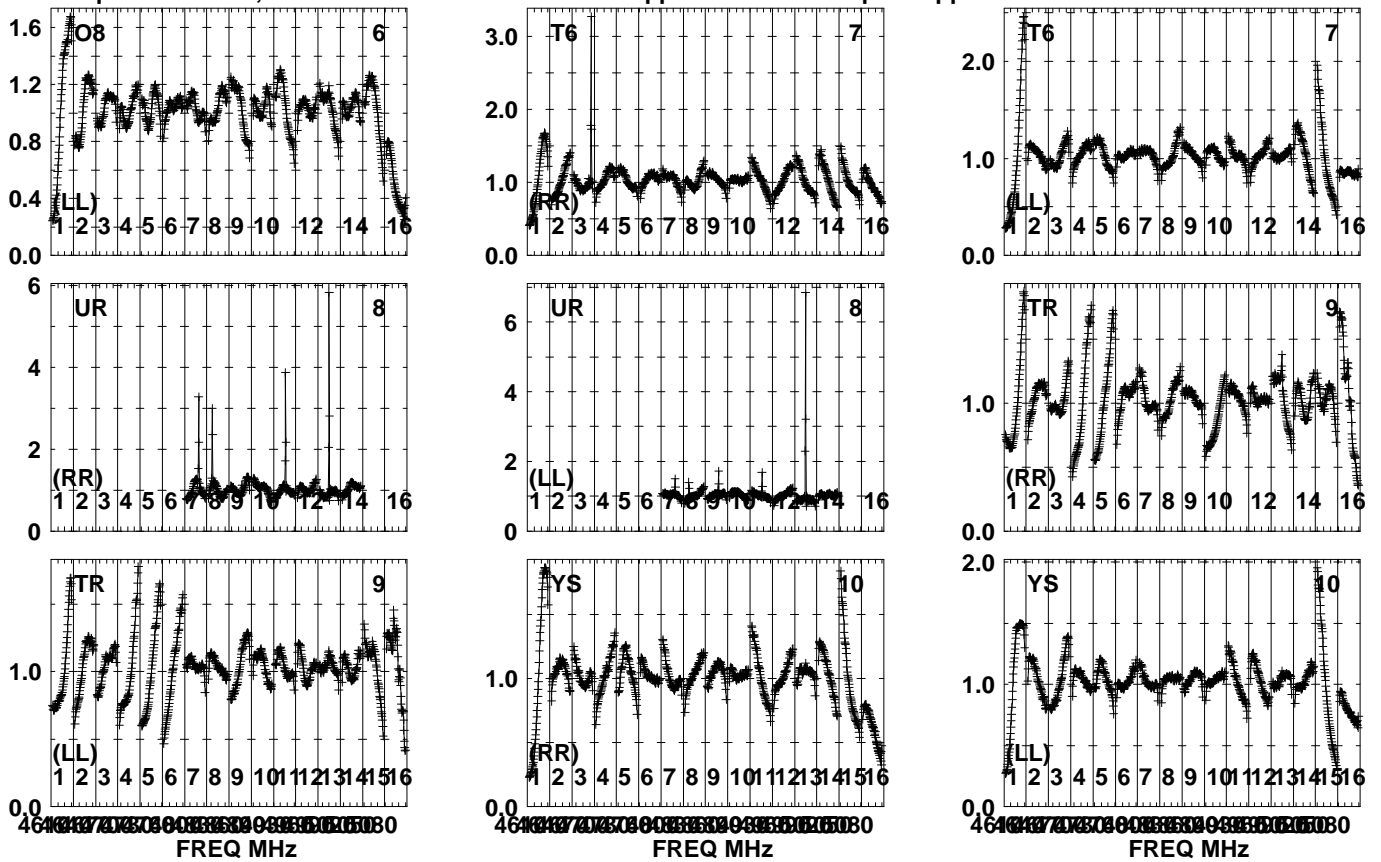 O8 6
1.6
1.2
0.8
0.4
0.0
(LL)
1 2 3 4 5 6 7 8 9 10 12 14 16
T6 7
3.0
2.0
1.0
0.0
(RR)
1 2 3 4 5 6 7 8 9 10 12 14 16
T6 7
2.0
1.0
0.0
(LL)
1 2 3 4 5 6 7 8 9 10 12 14 16
UR 8
6
4
2
0
(RR)
1 2 3 4 5 6 7 8 9 10 12 14 16
UR 8
6
4
2
0
(LL)
1 2 3 4 5 6 7 8 9 10 12 14 16
TR 9
1.0
0.0
(RR)
1 2 3 4 5 6 7 8 9 10 12 14 16
TR 9
1.0
0.0
(LL)
1 2 3 4 5 6 7 8 9 10 11 12 13 14 15 16
FREQ MHz
YS 10
1.0
0.0
(RR)
1 2 3 4 5 6 7 8 9 10 11 12 13 14 15 16
FREQ MHz
YS 10
2.0
1.0
0.0
(LL)
1 2 3 4 5 6 7 8 9 10 11 12 13 14 15 16
FREQ MHz